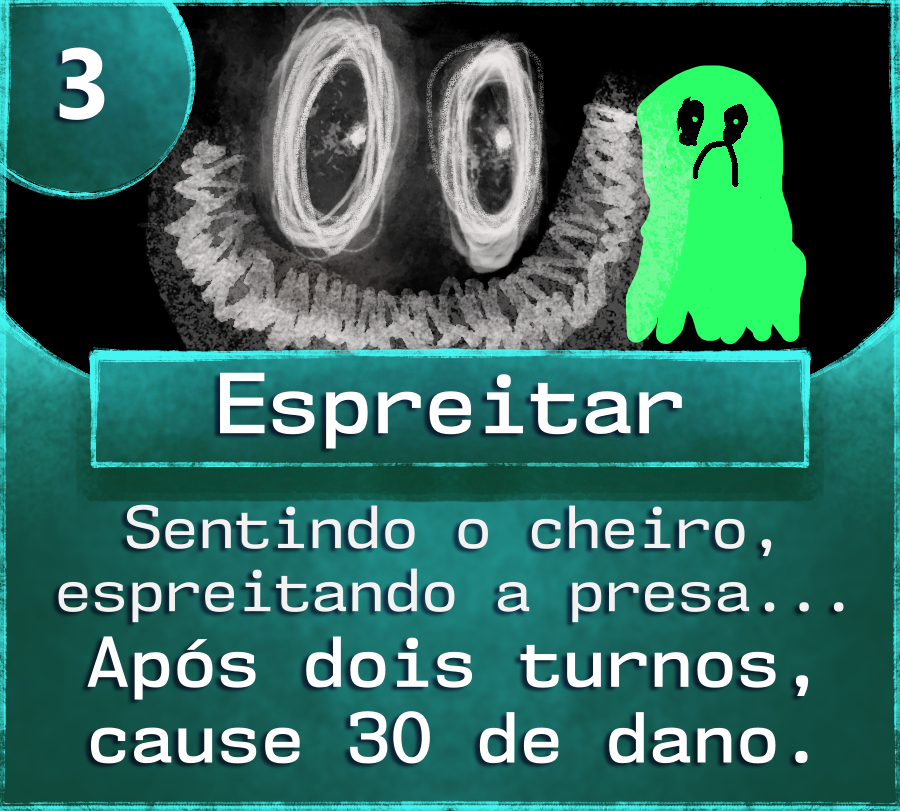 3
Espreitar
Sentindo o cheiro,
espreitando a presa...
Após dois turnos,
cause 30 de dano.